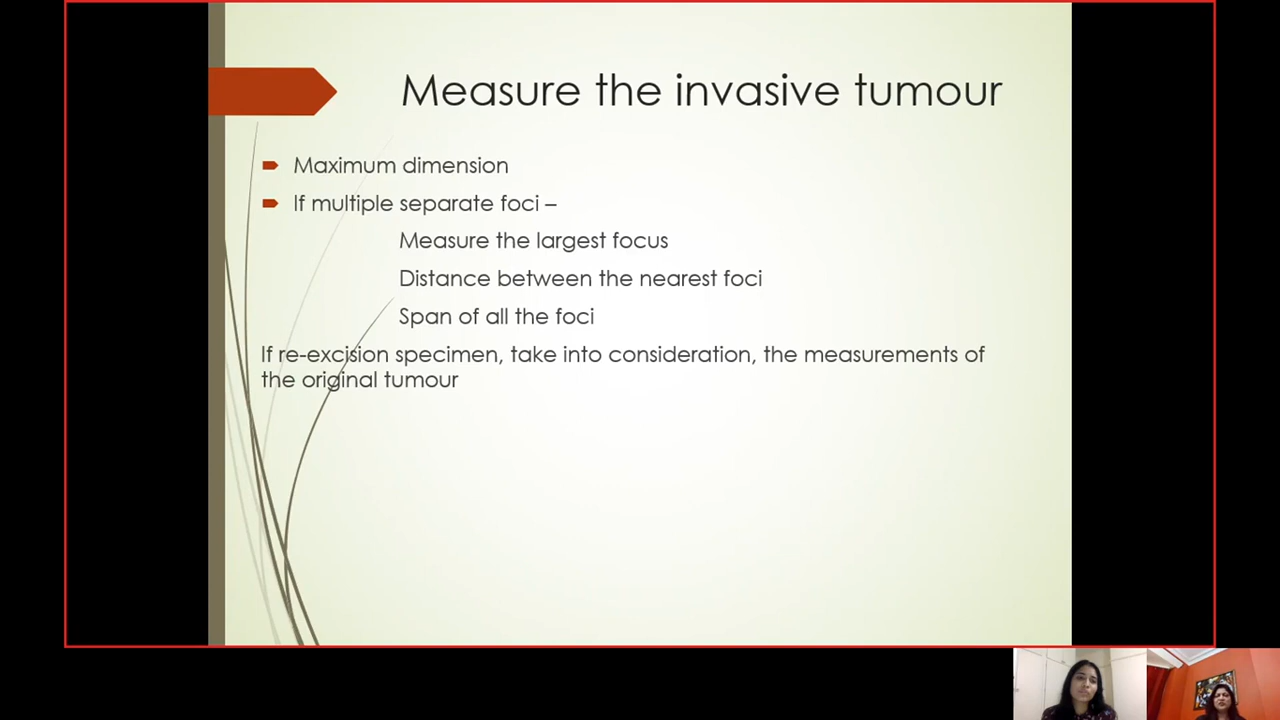 Measure the invasive tumour
Maximum dimension
If multiple separate foci –
Measure the largest focus
Distance between the nearest foci
Span of all the foci
If re-excision specimen, take into consideration, the measurements of
the original tumour